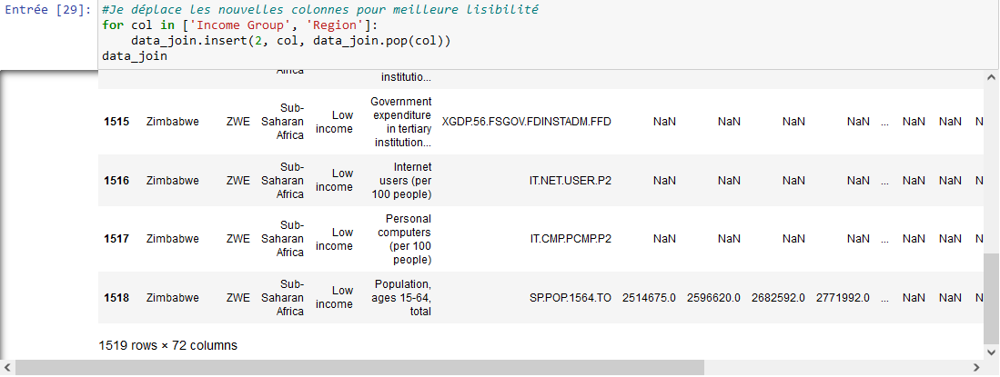 Entrée [29]: #Je déplace les nouvelles colonnes pour meilleure lisibilité
for col in ['Income Group', 'Region']:
    data_join.insert(2, col, data_join.pop(col))
data_join
Africa institutio...
1515 Zimbabwe ZWE Sub-Saharan Africa Low income Government expenditure in tertiary institution... XGDP.56.FSGOV.FDINSTADM.FFD NaN NaN NaN NaN ... NaN NaN N
1516 Zimbabwe ZWE Sub-Saharan Africa Low income Internet users (per 100 people) IT.NET.USER.P2 NaN NaN NaN NaN ... NaN NaN N
1517 Zimbabwe ZWE Sub-Saharan Africa Low income Personal computers (per 100 people) IT.CMP.PCMP.P2 NaN NaN NaN NaN ... NaN NaN N
1518 Zimbabwe ZWE Sub-Saharan Africa Low income Population, ages 15-64, total SP.POP.1564.TO 2514675.0 2596620.0 2682592.0 2771992.0 ... NaN NaN N
1519 rows × 72 columns